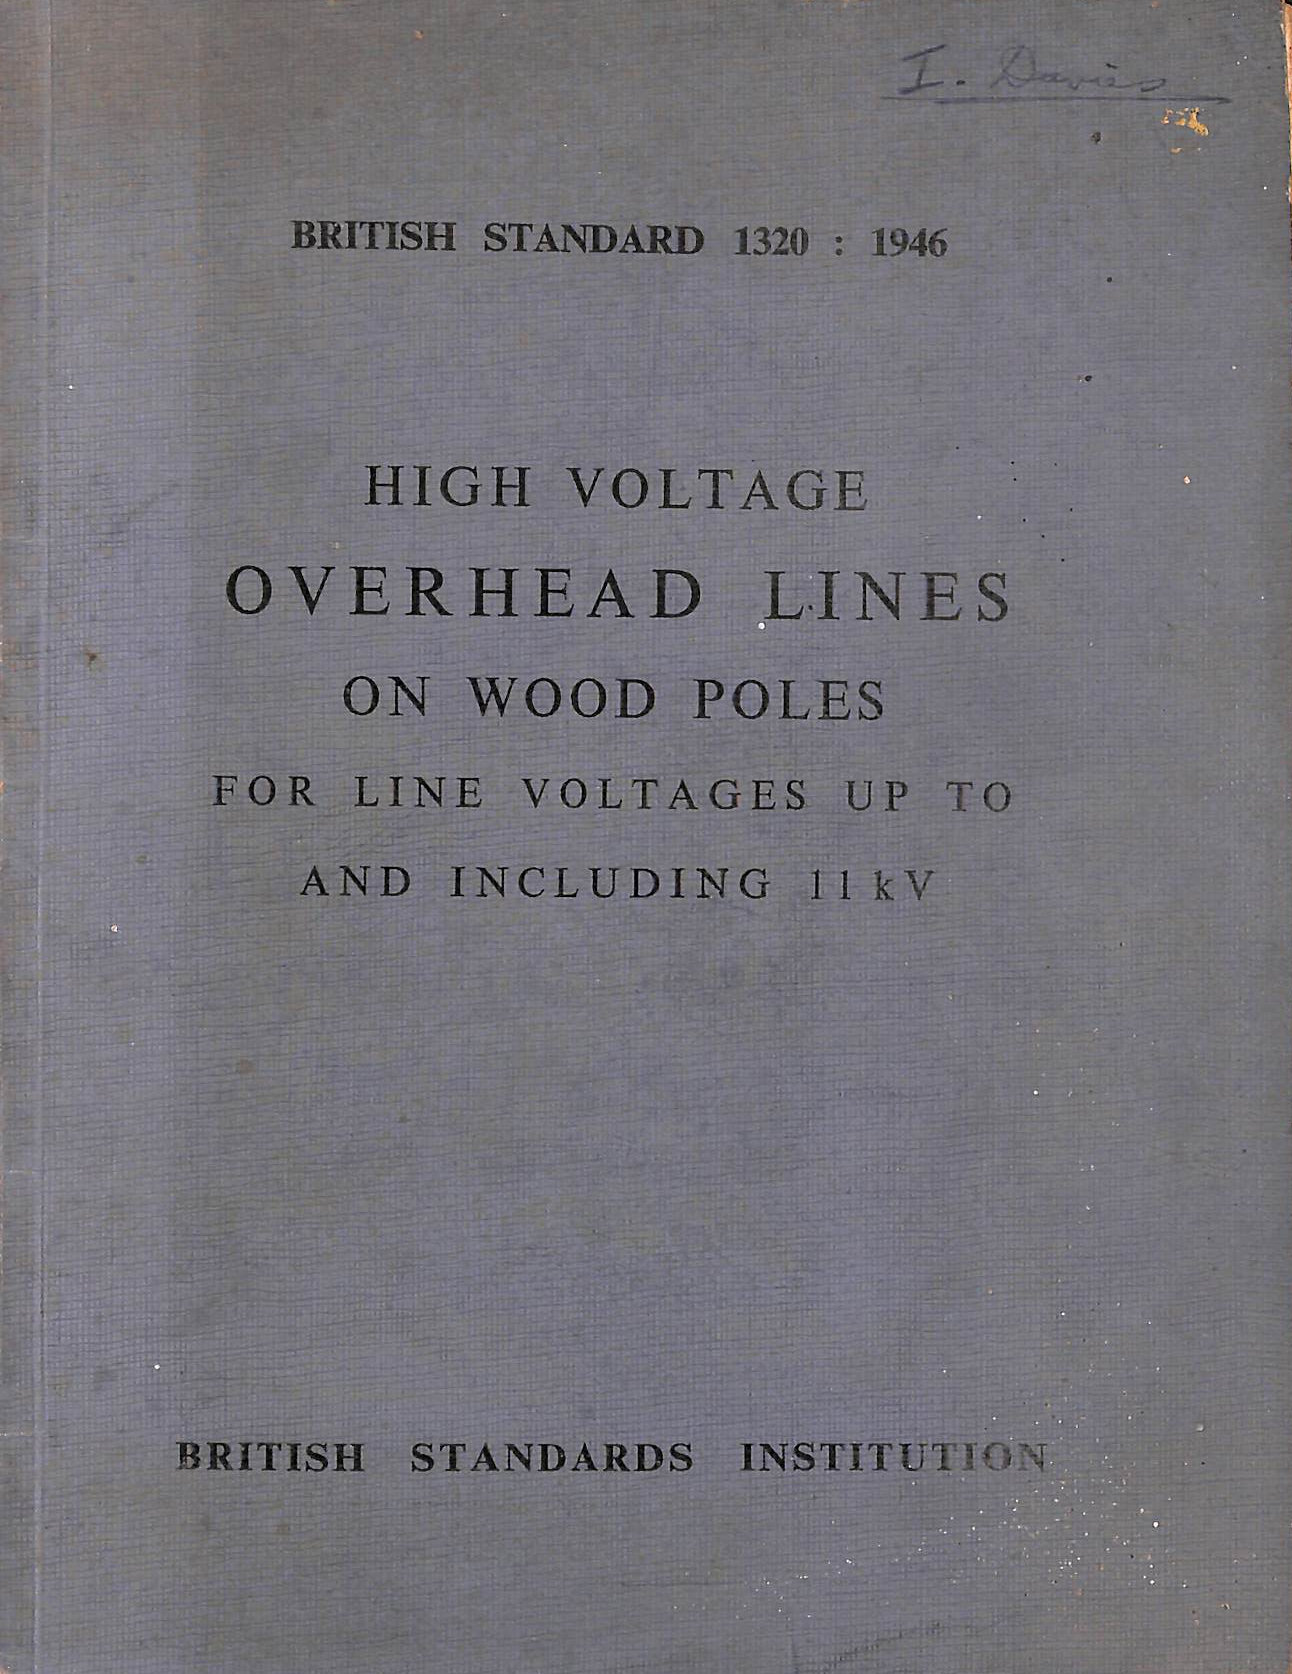 I. Davies
BRITISH STANDARD 1320 : 1946
HIGH VOLTAGE
OVERHEAD LINES
ON WOOD POLES
FOR LINE VOLTAGES UP TO
AND INCLUDING 11 kV
BRITISH STANDARDS INSTITUTION